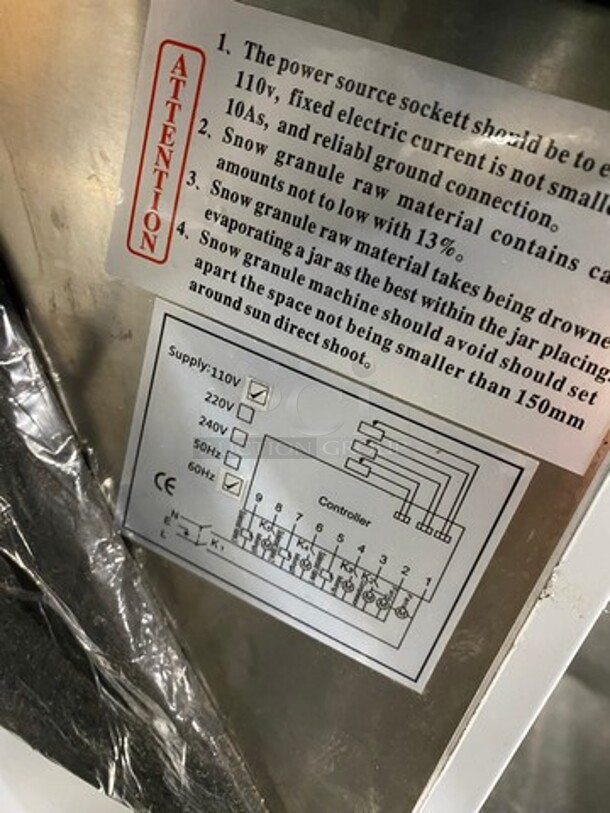 ATTENTION
1、The power source sockett should be to e
110v, fixed electric current is not smalle
10As, and reliabl ground connection。
2、Snow granule raw material contains ca
amounts not to low with 13%。
3、Snow granule raw material takes being drowne
evaporating a jar as the best within the jar placing.
4、Snow granule machine should avoid should set
apart the space not being smaller than 150mm
around sun direct shoot。
Supply:110V
220V
240V
50Hz
60Hz
CE
Controller
9 8 7 6 5 4 3 2 1
N
E
L
K1
AUCTION GROUP